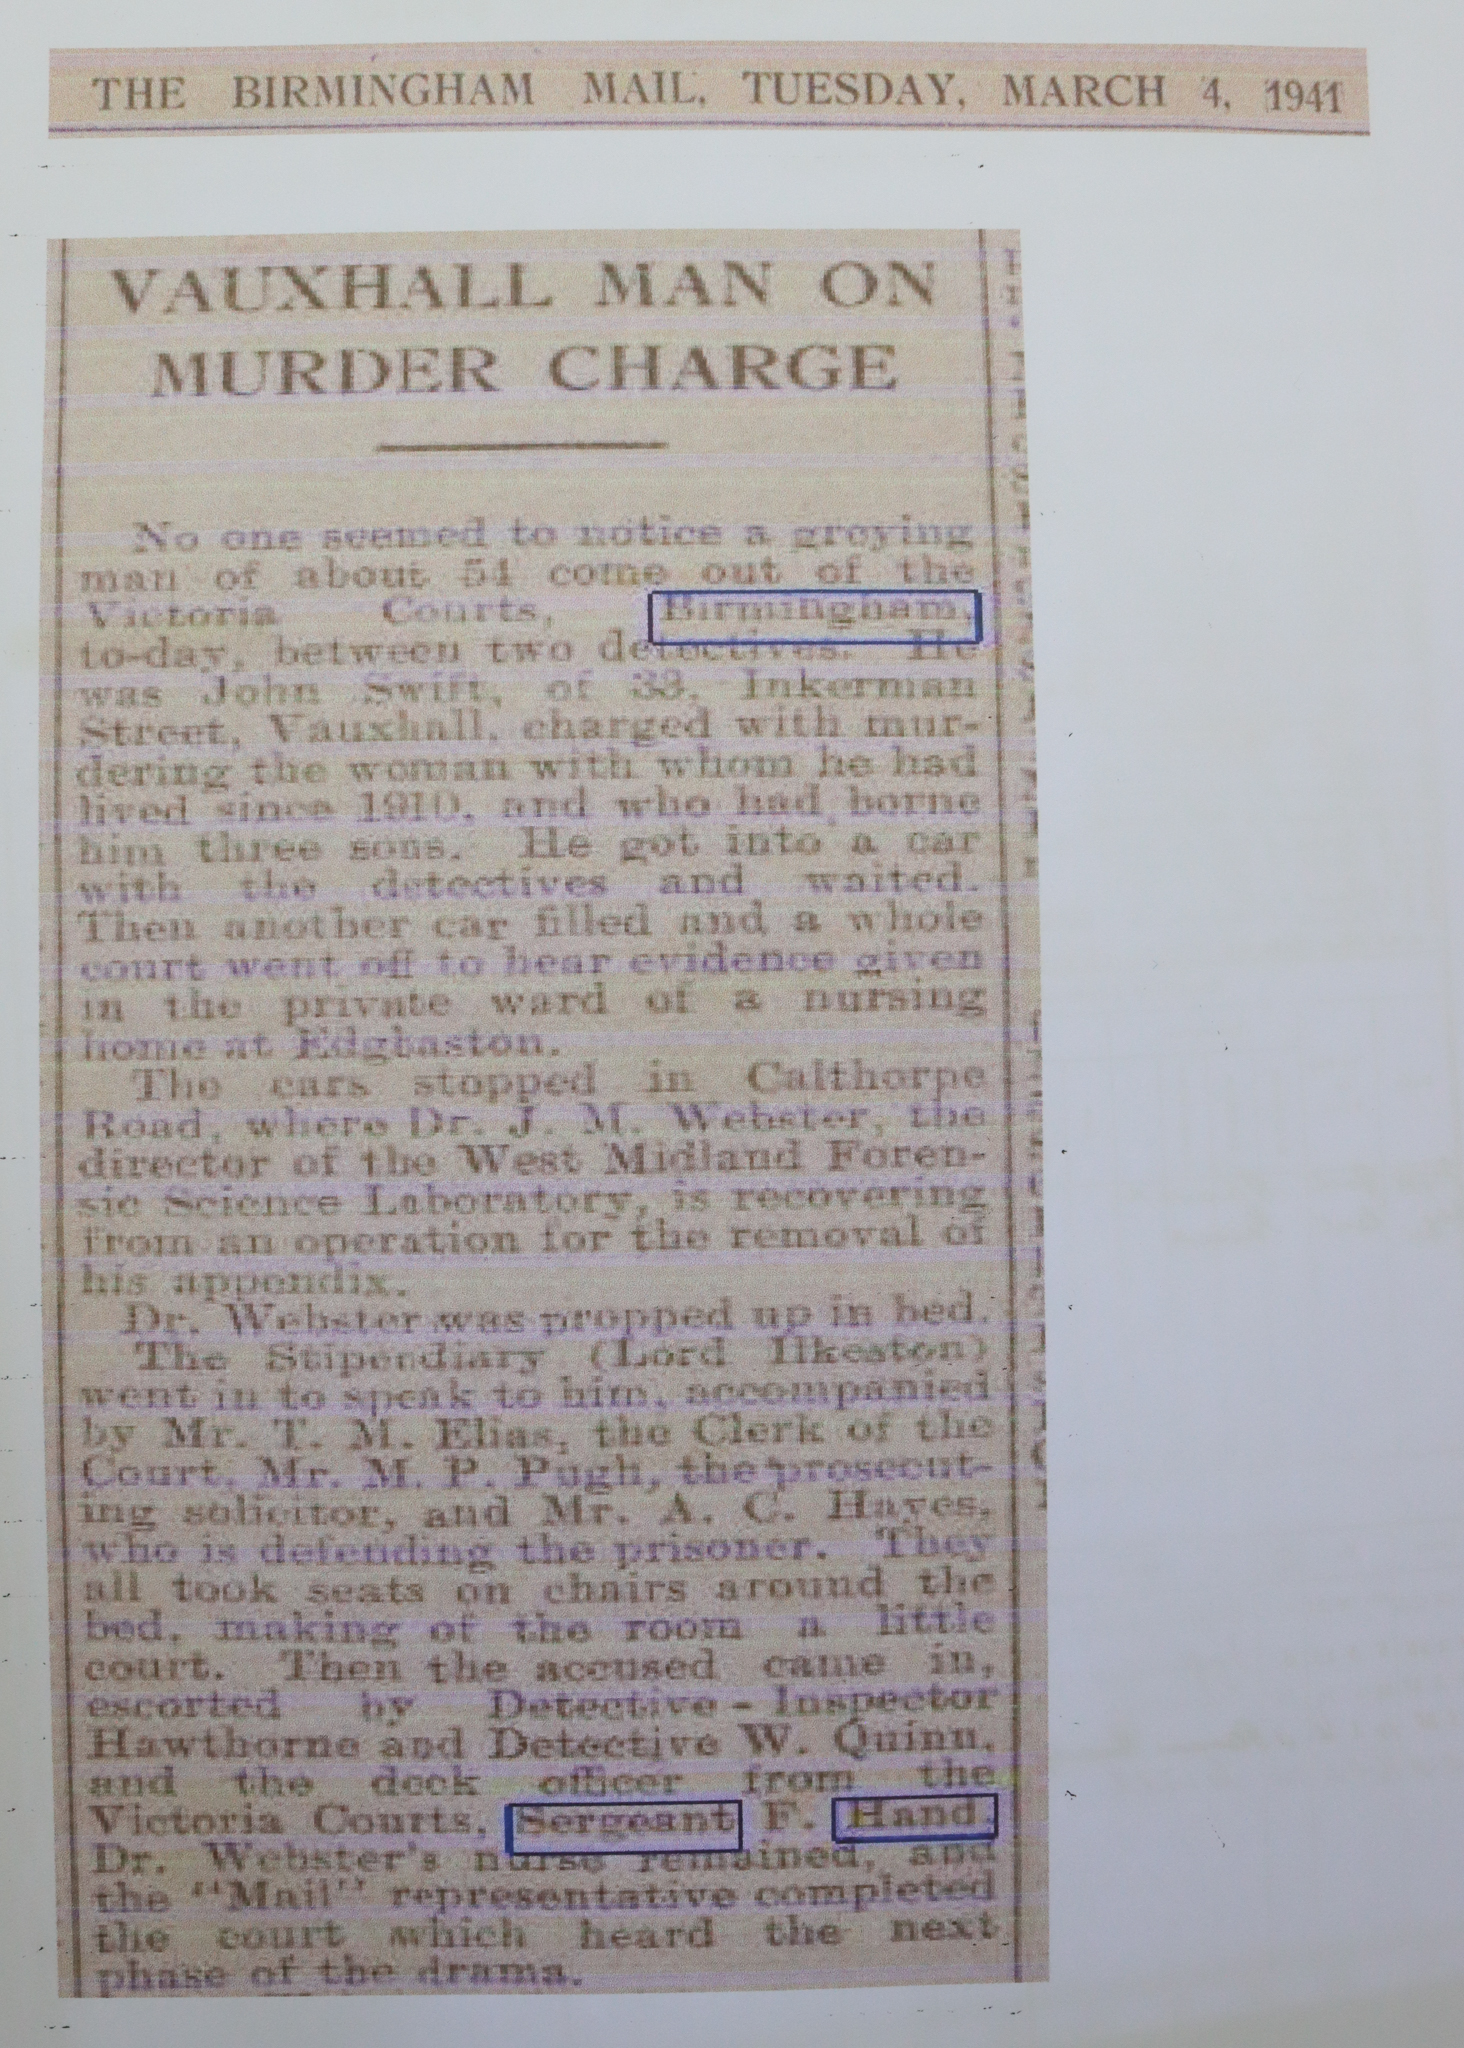 THE BIRMINGHAM MAIL, TUESDAY, MARCH 4, 1941
VAUXHALL MAN ON
MURDER CHARGE
No one seemed to notice a greying
man of about 54 come out of the
Victoria Courts, Birmingham,
to-day, between two detectives. He
was John Swift, of 33, Inkerman
Street, Vauxhall, charged with mur-
dering the woman with whom he had
lived since 1910, and who had borne
him three sons. He got into a car
with the detectives and waited.
Then another car filled and a whole
court went off to hear evidence given
in the private ward of a nursing
home at Edgbaston.
The cars stopped in Calthorpe
Road, where Dr. J. M. Webster, the
director of the West Midland Foren-
sic Science Laboratory, is recovering
from an operation for the removal of
his appendix.
Dr. Webster was propped up in bed.
The Stipendiary (Lord Ilkeston)
went in to speak to him, accompanied
by Mr. T. M. Elias, the Clerk of the
Court, Mr. M. P. Pugh, the prosecut-
ing solicitor, and Mr. A. C. Hayes,
who is defending the prisoner. They
all took seats on chairs around the
bed, making of the room a little
court. Then the accused came in,
escorted by Detective-Inspector
Hawthorne and Detective W. Quinn,
and the dock officer from the
Victoria Courts, Sergeant F. Hand.
Dr. Webster's nurse remained, and
the "Mail" representative completed
the court which heard the next
phase of the drama.